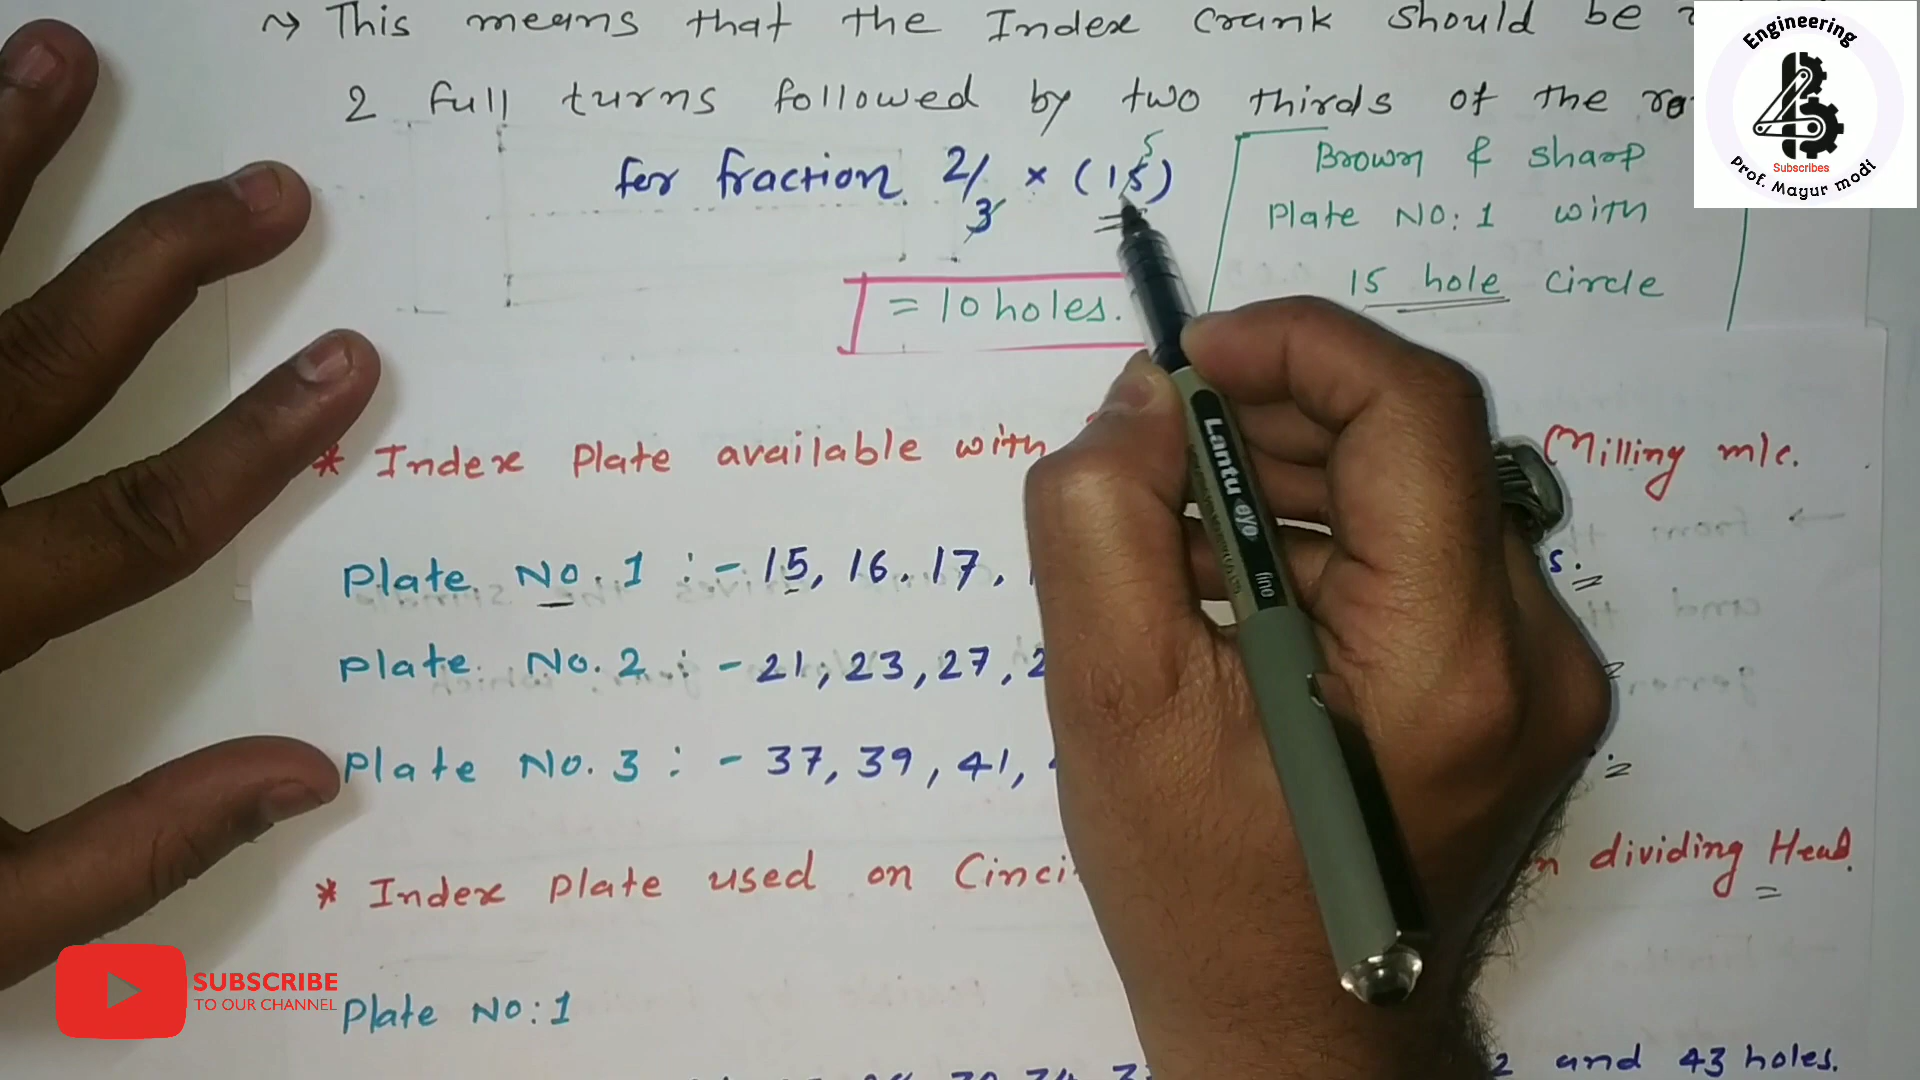 ~> This means that the Index crank should be
2 full turns followed by two thirds of the
for fraction 2/3 × (15) 5
= 10 holes.
Brown & sharp
Plate No: 1 with
15 hole circle
* Index Plate available with Milling m/c.
Plate No. 1 :- 15, 16, 17,
Plate No. 2 :- 21, 23, 27,
Plate No. 3 :- 37, 39, 41,
* Index Plate used on dividing Head.
Plate No: 1
and 43 holes.
Engineering
Subscribes
Prof. Mayur modi
Lantu eye fine
SUBSCRIBE
TO OUR CHANNEL